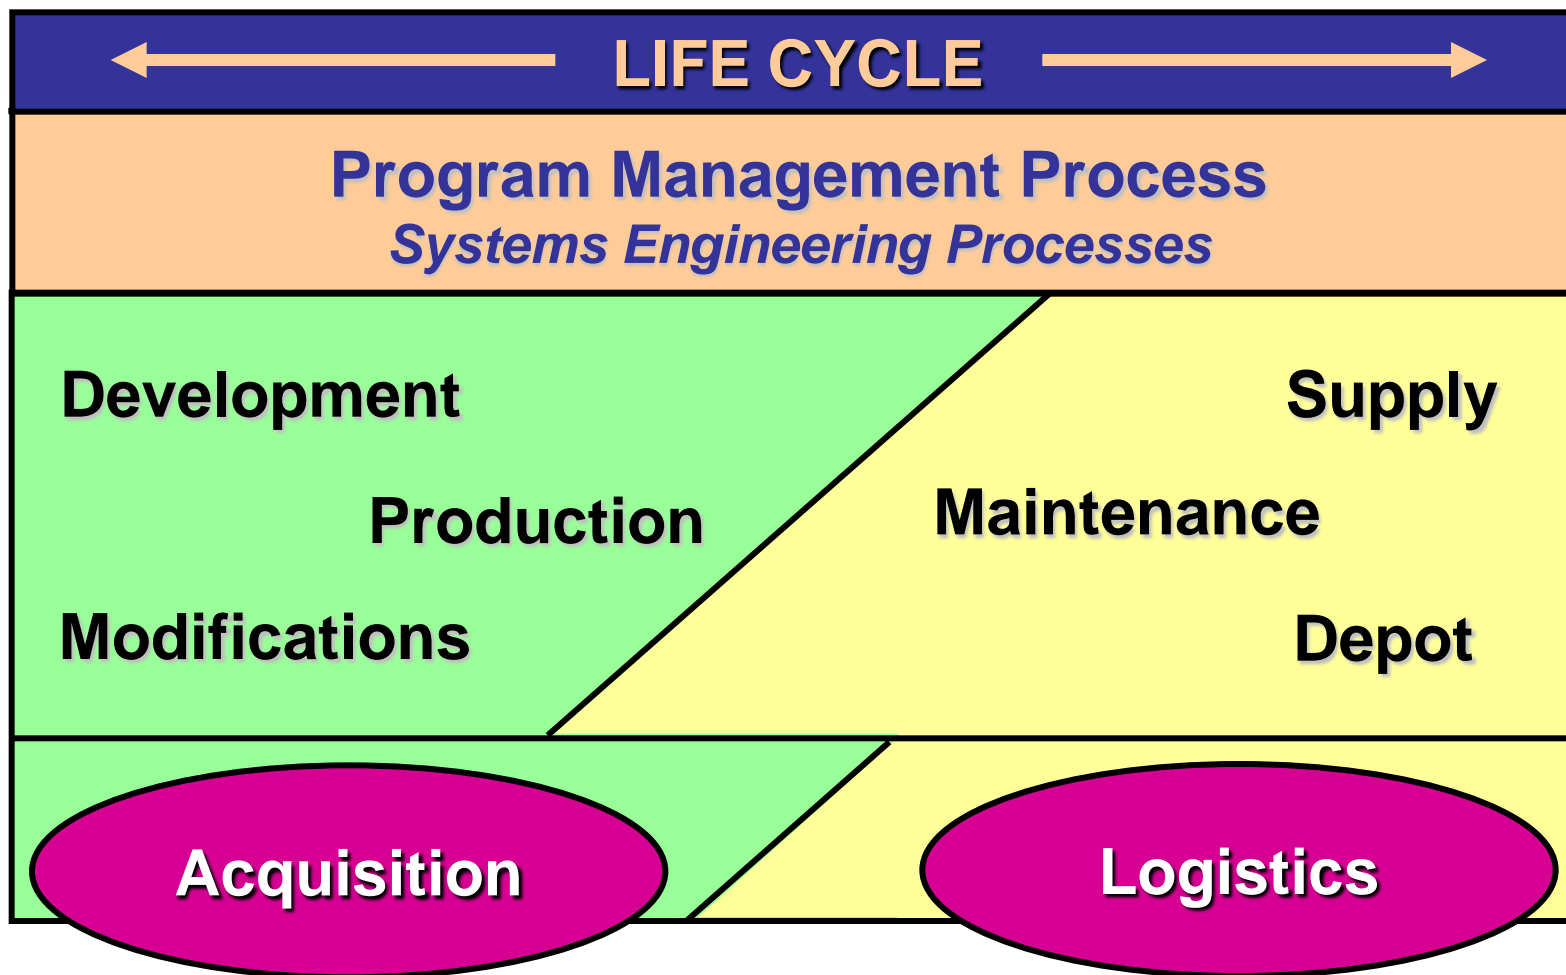 LIFE CYCLE
Program Management Process
Systems Engineering Processes
Development
Supply
Production
Maintenance
Modifications
Depot
Acquisition
Logistics